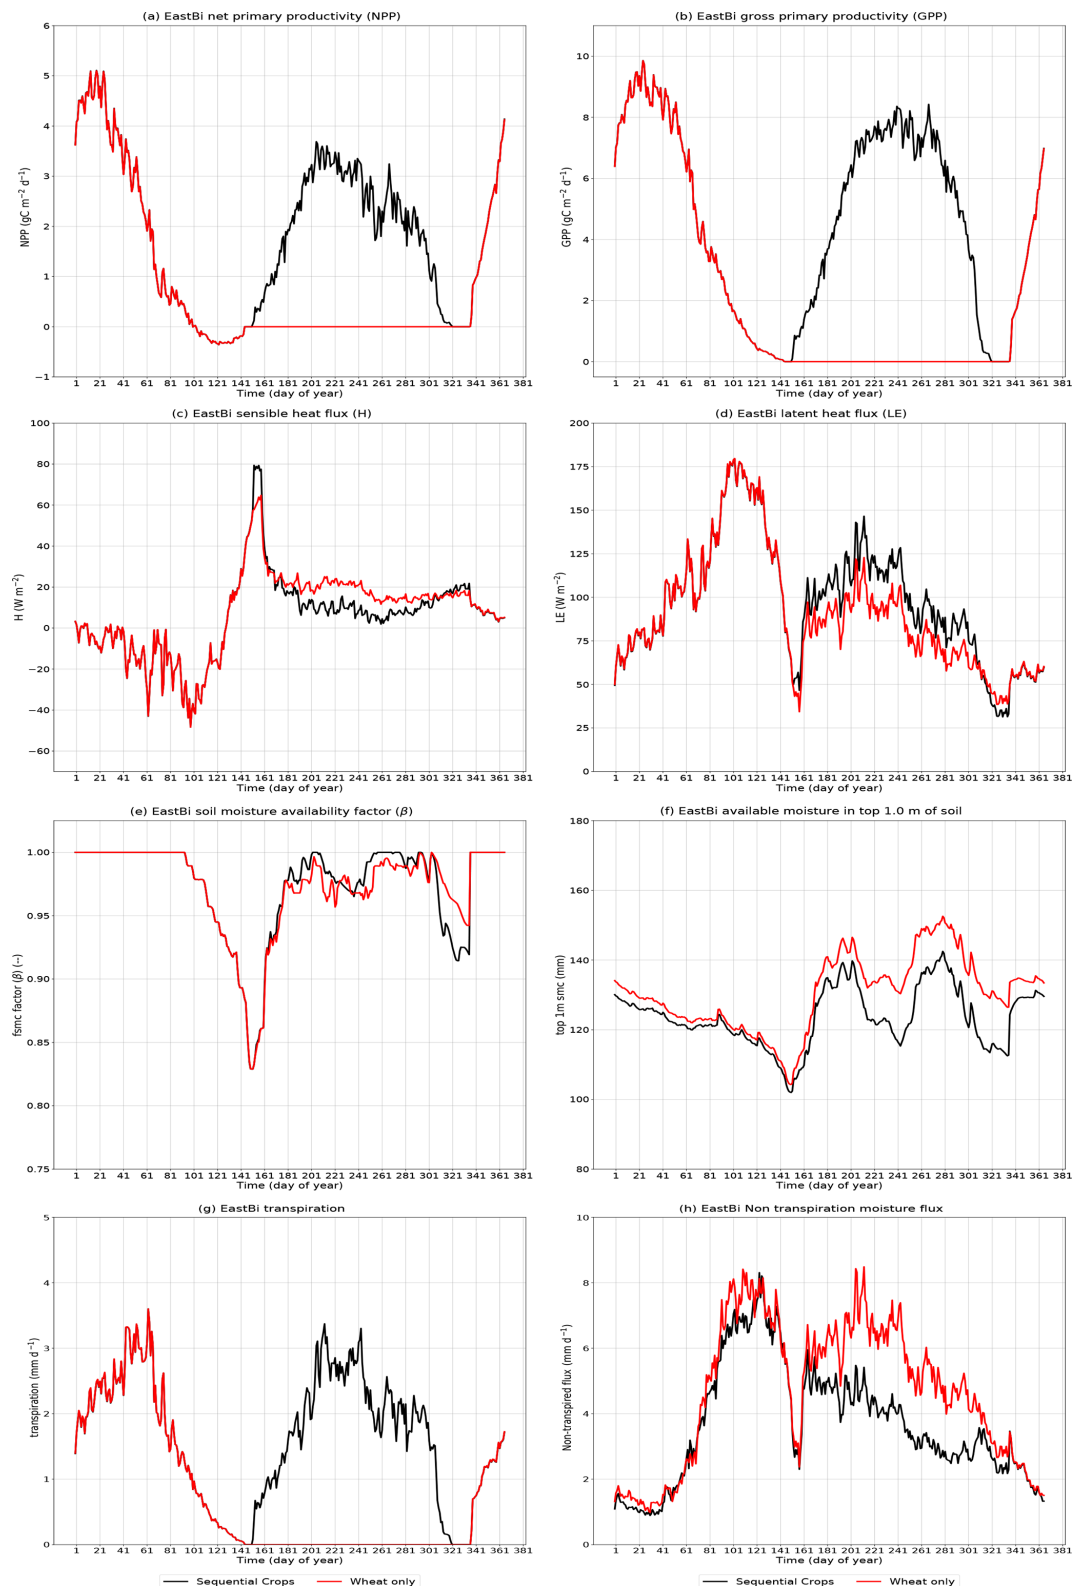 (a) EastBi net primary productivity (NPP)
NPP (gC m⁻² d⁻¹)
6
5
4
3
2
1
0
−1
1 21 41 61 81 101 121 141 161 181 201 221 241 261 281 301 321 341 361 381
Time (day of year)
(b) EastBi gross primary productivity (GPP)
GPP (gC m⁻² d⁻¹)
10
8
6
4
2
0
1 21 41 61 81 101 121 141 161 181 201 221 241 261 281 301 321 341 361 381
Time (day of year)
(c) EastBi sensible heat flux (H)
H (W m⁻²)
100
80
60
40
20
0
−20
−40
−60
1 21 41 61 81 101 121 141 161 181 201 221 241 261 281 301 321 341 361 381
Time (day of year)
(d) EastBi latent heat flux (LE)
LE (W m⁻²)
200
175
150
125
100
75
50
25
0
1 21 41 61 81 101 121 141 161 181 201 221 241 261 281 301 321 341 361 381
Time (day of year)
(e) EastBi soil moisture availability factor (β)
fsmc factor (β) (--)
1.00
0.95
0.90
0.85
0.80
0.75
1 21 41 61 81 101 121 141 161 181 201 221 241 261 281 301 321 341 361 381
Time (day of year)
(f) EastBi available moisture in top 1.0 m of soil
top 1m smc (mm)
180
160
140
120
100
80
1 21 41 61 81 101 121 141 161 181 201 221 241 261 281 301 321 341 361 381
Time (day of year)
(g) EastBi transpiration
transpiration (mm d⁻¹)
5
4
3
2
1
0
1 21 41 61 81 101 121 141 161 181 201 221 241 261 281 301 321 341 361 381
Time (day of year)
(h) EastBi Non transpiration moisture flux
Non-transpired flux (mm d⁻¹)
10
8
6
4
2
0
1 21 41 61 81 101 121 141 161 181 201 221 241 261 281 301 321 341 361 381
Time (day of year)
Sequential Crops Wheat only
Sequential Crops Wheat only